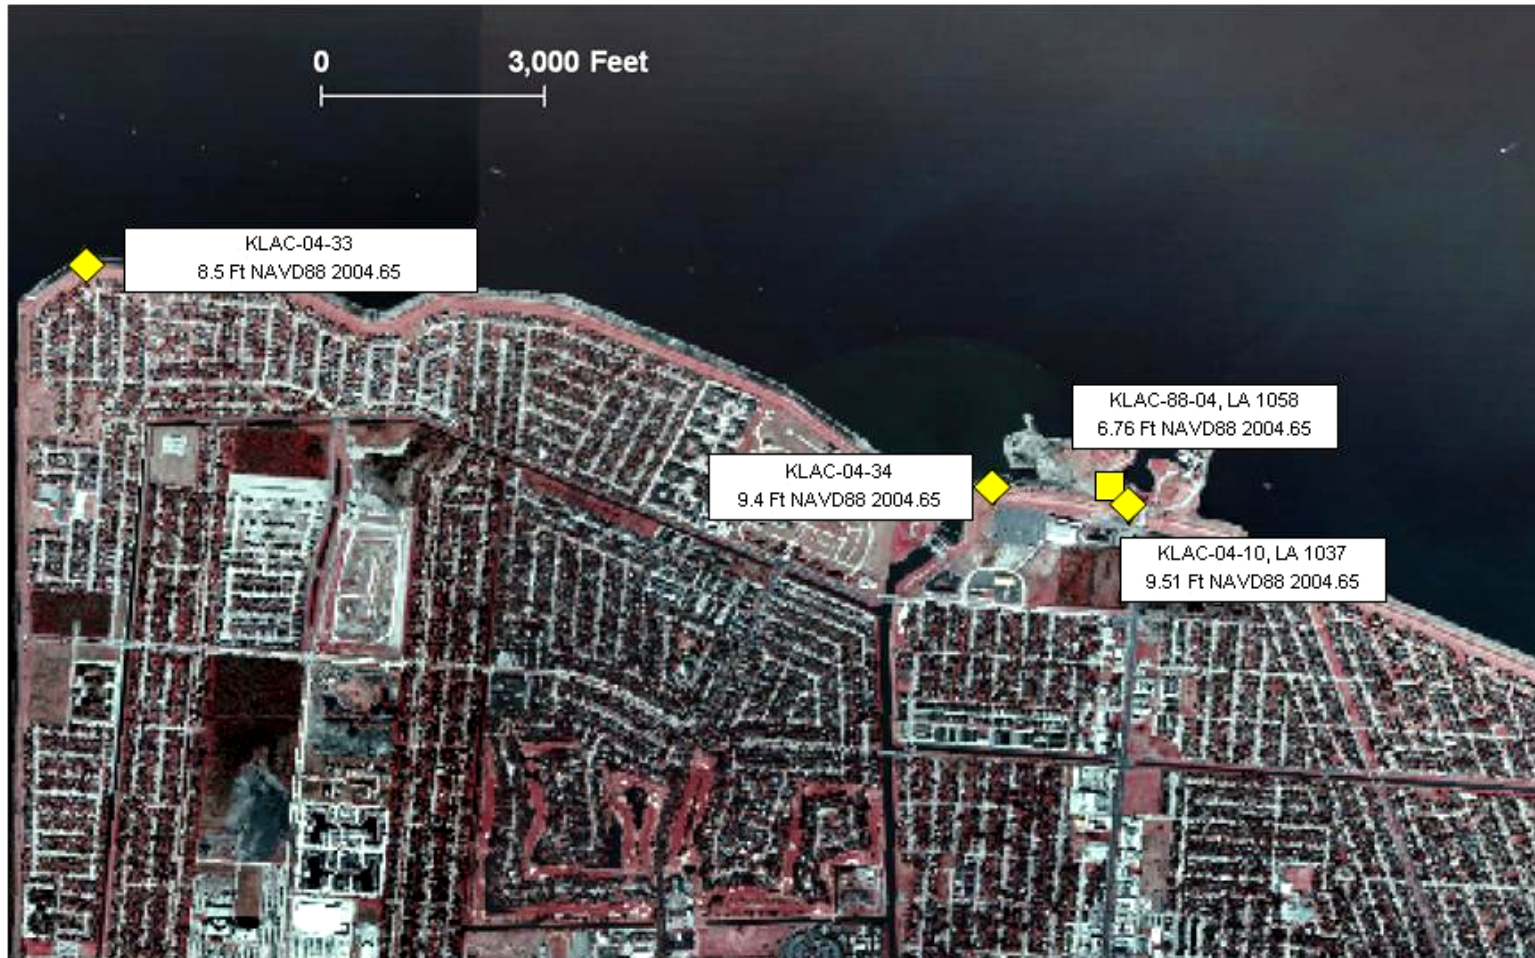 0 3,000 Feet
KLAC-04-33
8.5 Ft NAVD88 2004.65
KLAC-88-04, LA 1058
6.76 Ft NAVD88 2004.65
KLAC-04-34
9.4 Ft NAVD88 2004.65
KLAC-04-10, LA 1037
9.51 Ft NAVD88 2004.65